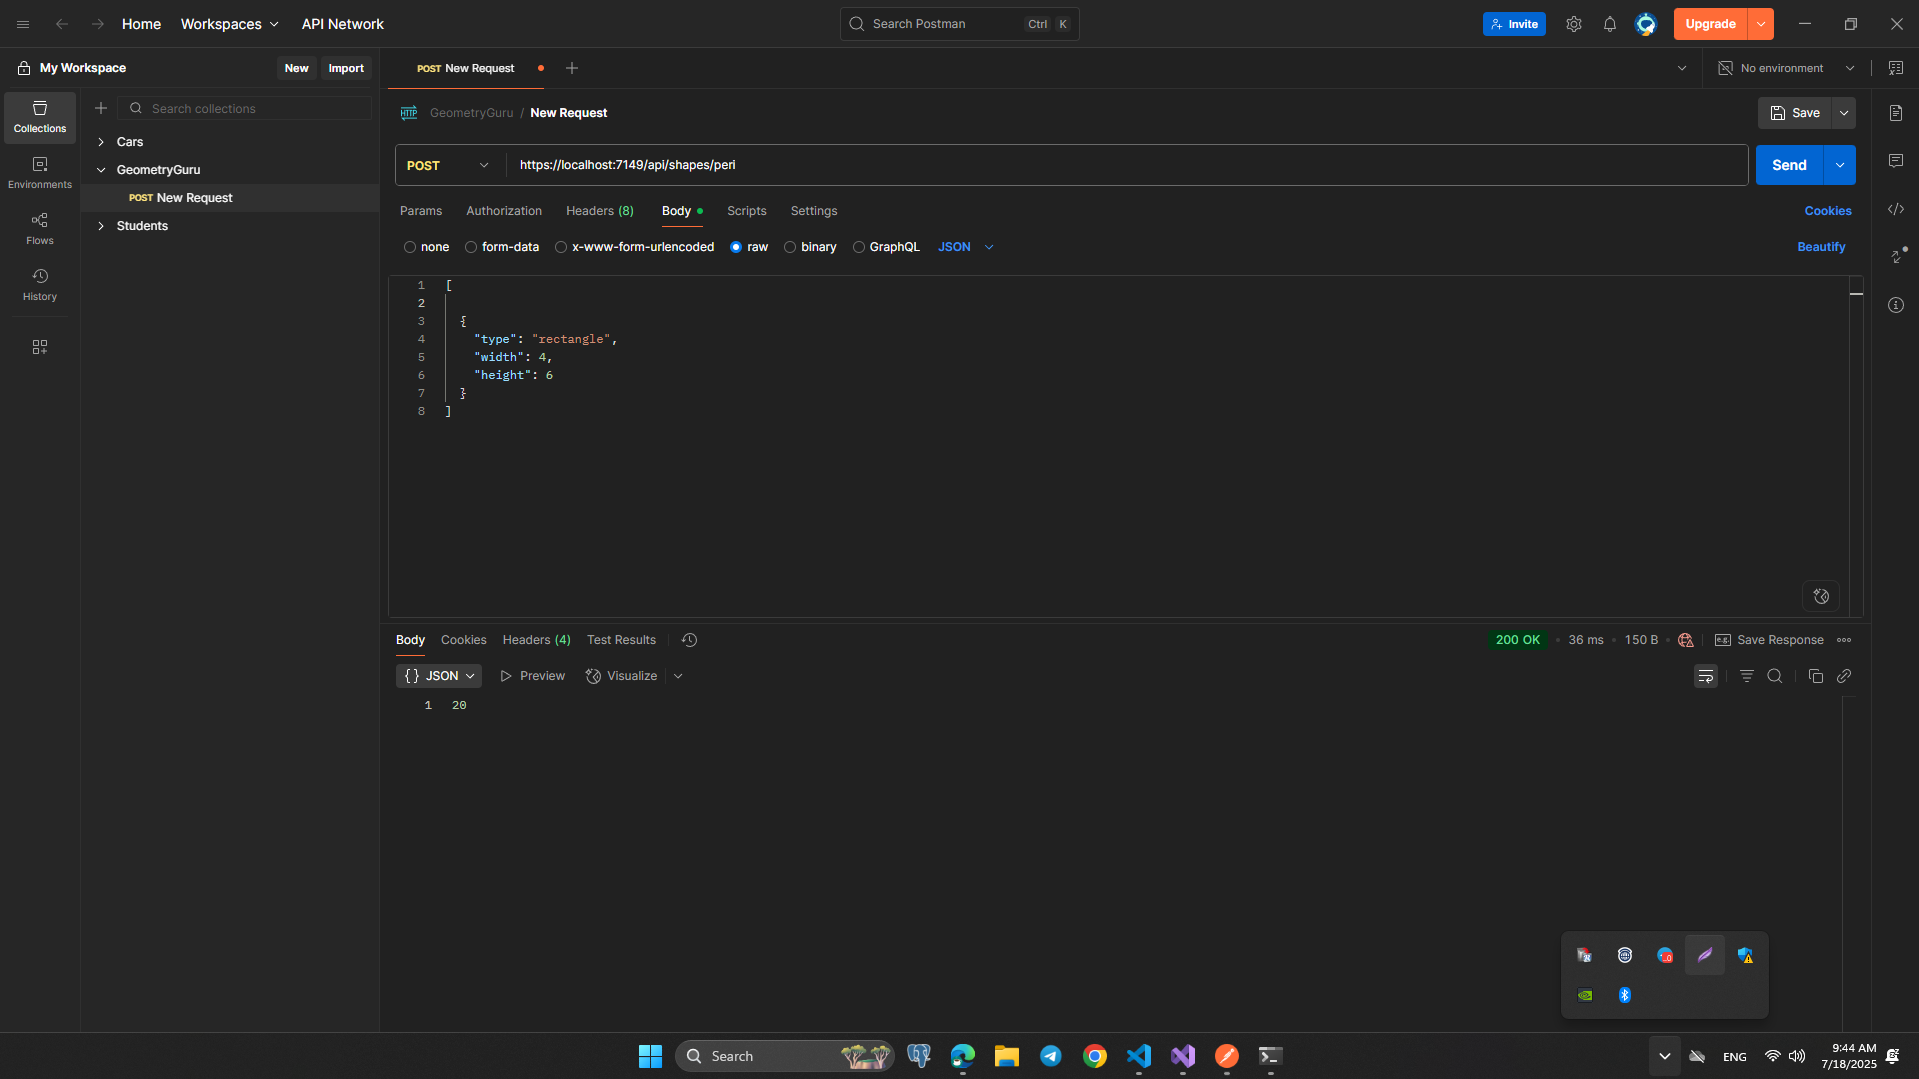 Home
Workspaces
API Network
Search Postman
Ctrl
K
Invite
Upgrade
My Workspace
New
Import
POST New Request
No environment
Collections
Environments
Flows
History
Search collections
Cars
GeometryGuru
POST New Request
Students
HTTP
GeometryGuru / New Request
Save
POST
https://localhost:7149/api/shapes/peri
Send
Params
Authorization
Headers (8)
Body
Scripts
Settings
Cookies
none
form-data
x-www-form-urlencoded
raw
binary
GraphQL
JSON
Beautify
1 [
2
3 {
4 "type": "rectangle",
5 "width": 4,
6 "height": 6
7 }
8 ]
Body
Cookies
Headers (4)
Test Results
200 OK
36 ms
150 B
e.g.
Save Response
{} JSON
Preview
Visualize
1 20
Search
ENG
9:44 AM
7/18/2025